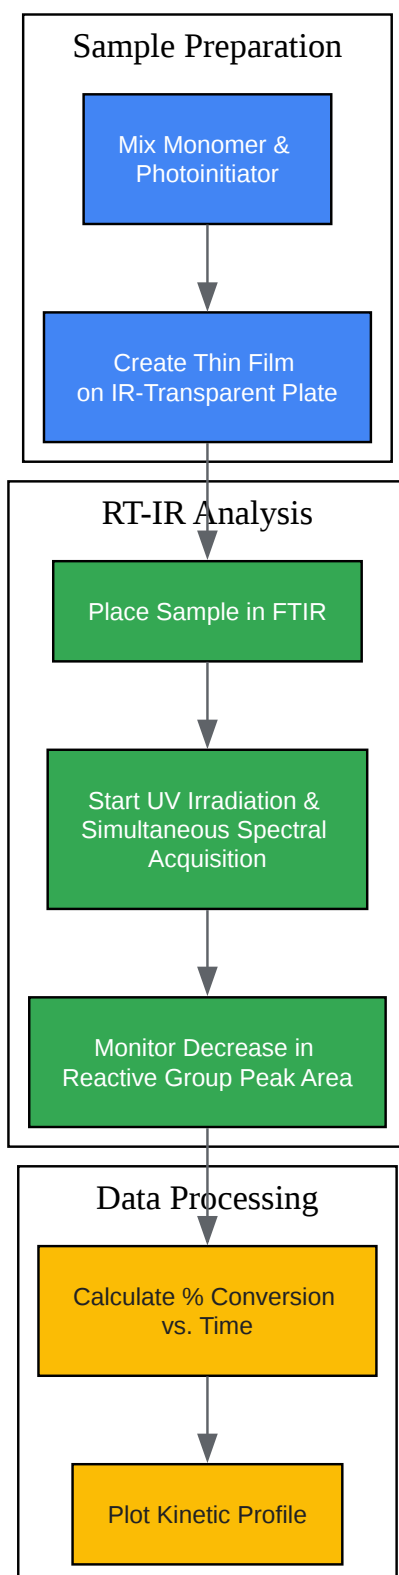 Sample Preparation
Mix Monomer &
Photoinitiator
Create Thin Film
on IR-Transparent Plate
RT-IR Analysis
Place Sample in FTIR
Start UV Irradiation &
Simultaneous Spectral
Acquisition
Monitor Decrease in
Reactive Group Peak Area
Data Processing
Calculate % Conversion
vs. Time
Plot Kinetic Profile